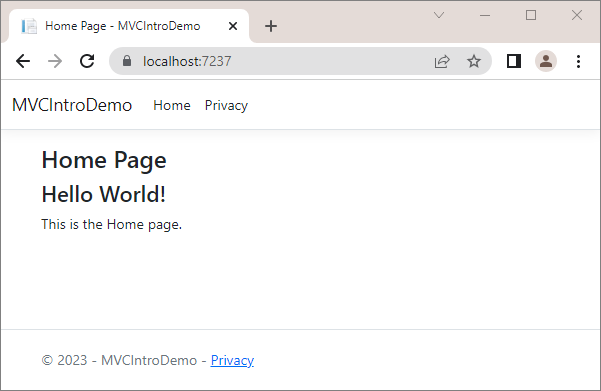 Home Page - MVCIntroDemo
localhost:7237
MVCIntroDemo Home Privacy
Home Page
Hello World!
This is the Home page.
© 2023 - MVCIntroDemo - Privacy